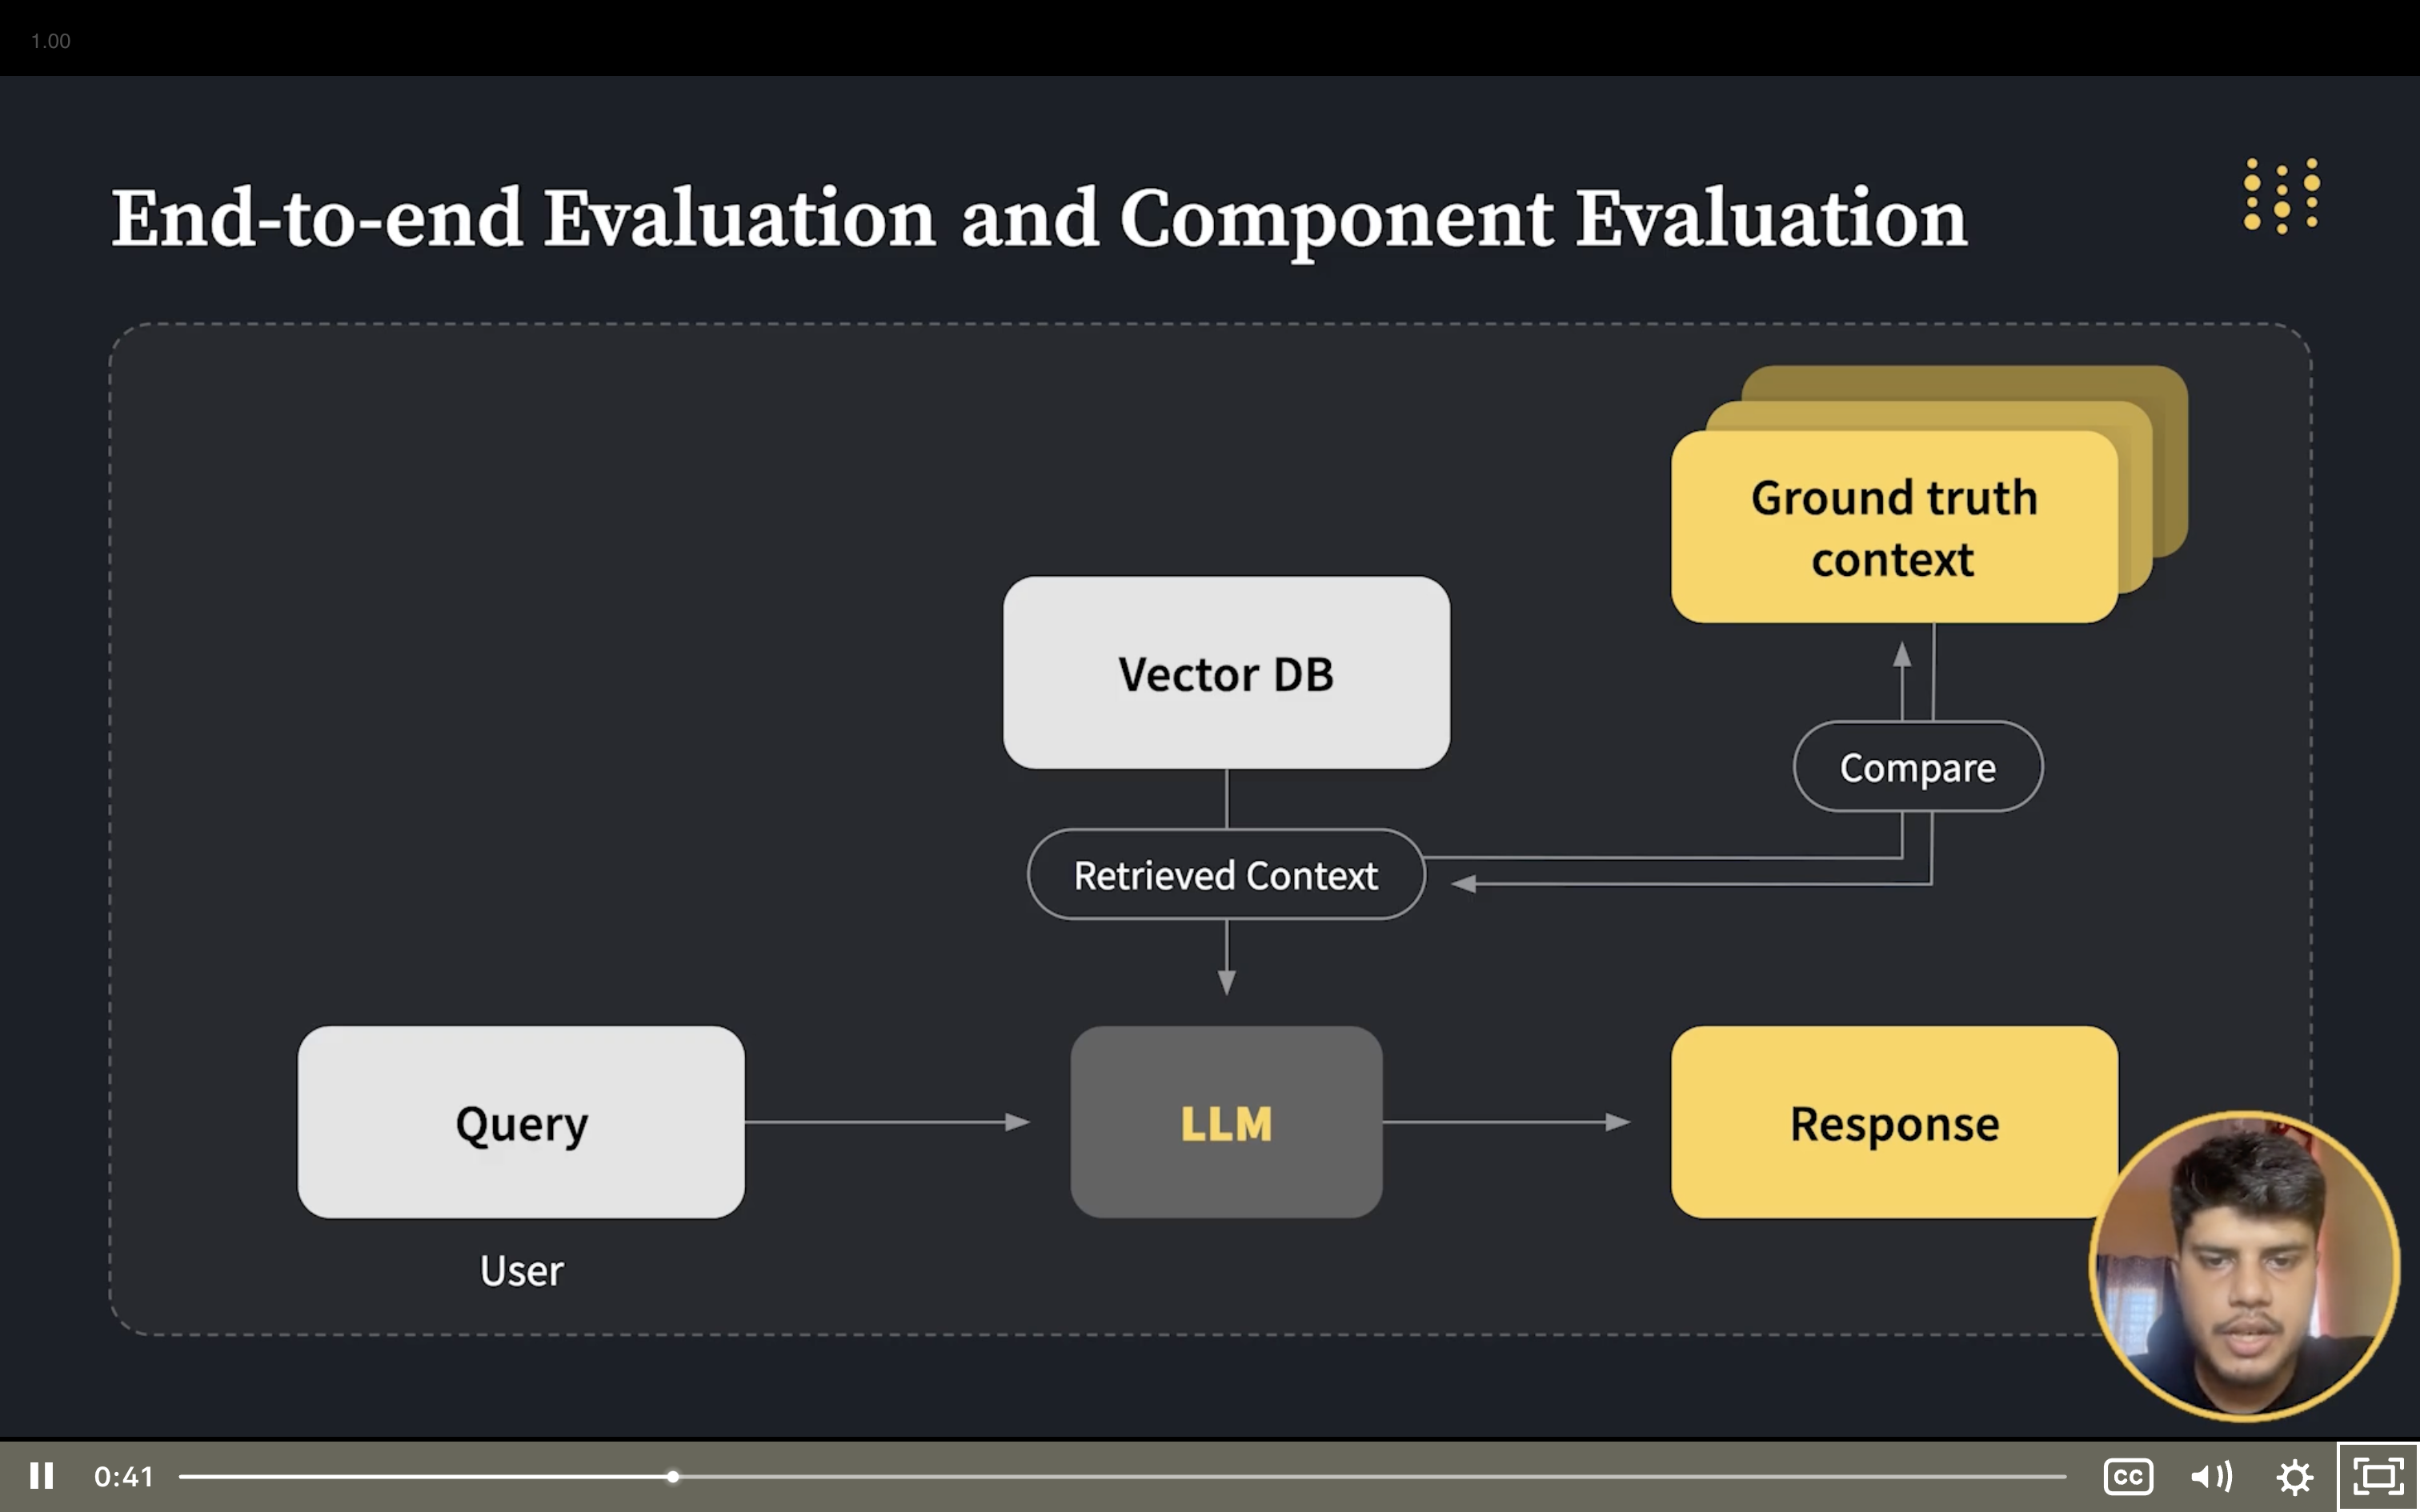 1.00
End-to-end Evaluation and Component Evaluation
Ground truth
context
Vector DB
Compare
Retrieved Context
Query
LLM
Response
User
0:41
CC